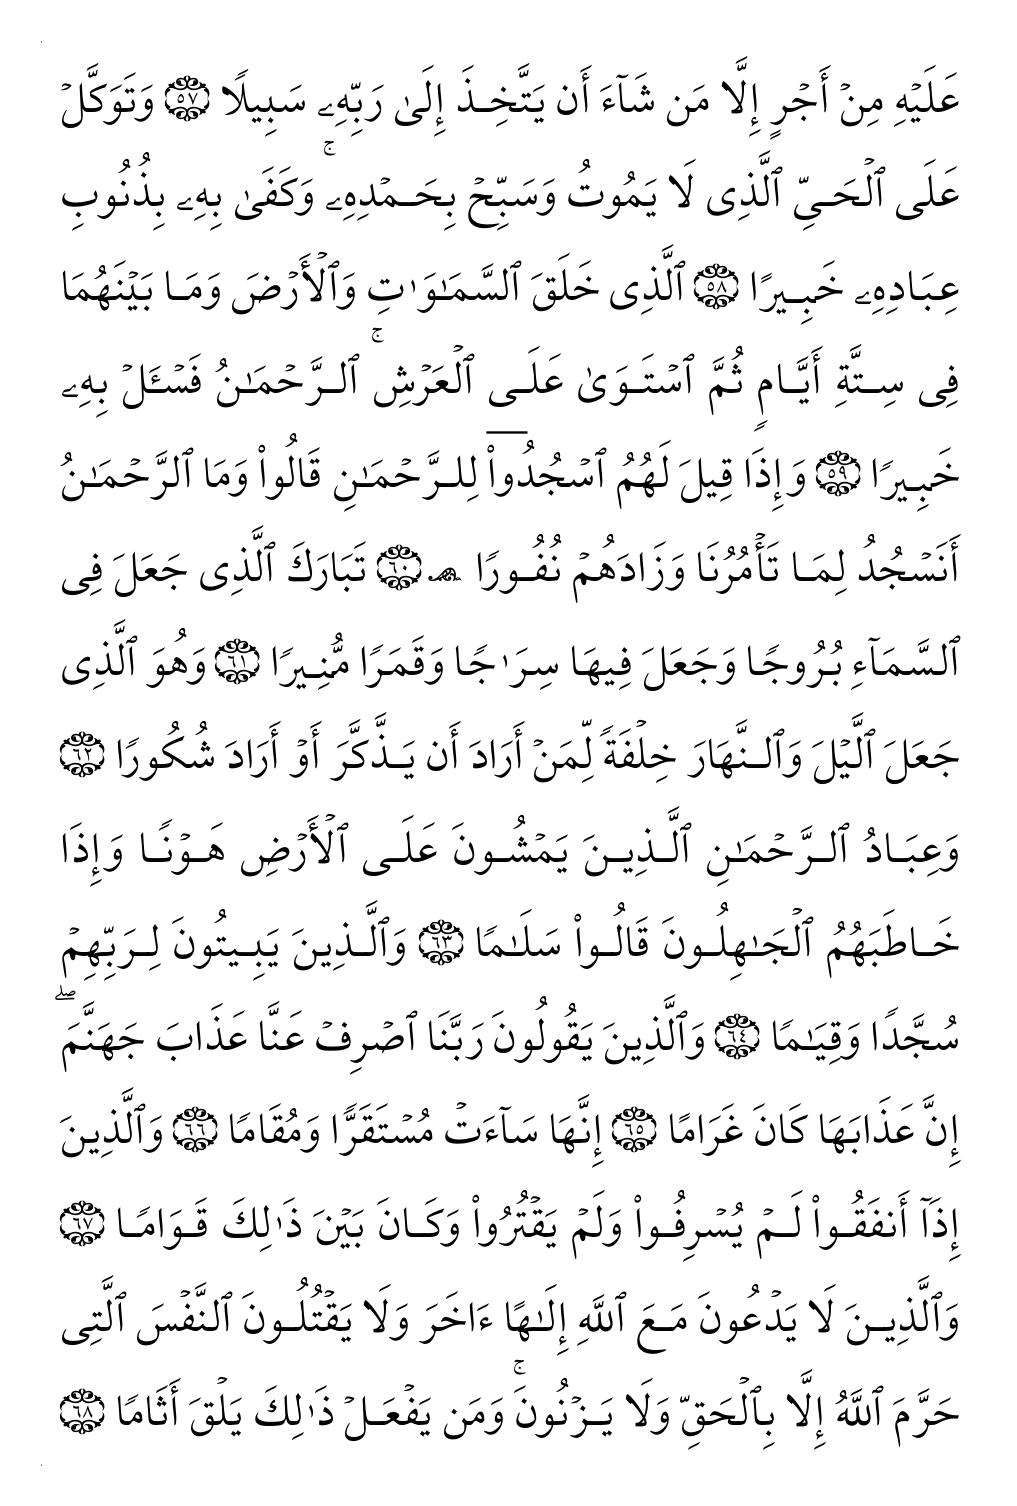 عَلَيْهِ مِنْ أَجْرٍ إِلَّا مَن شَآءَ أَن يَتَّخِذَ إِلَىٰ رَبِّهِۦ سَبِيلًا ٥٧ وَتَوَكَّلْ
عَلَى ٱلْحَىِّ ٱلَّذِى لَا يَمُوتُ وَسَبِّحْ بِحَمْدِهِۦۚ وَكَفَىٰ بِهِۦ بِذُنُوبِ
عِبَادِهِۦ خَبِيرًا ٥٨ ٱلَّذِى خَلَقَ ٱلسَّمَـٰوَٰتِ وَٱلْأَرْضَ وَمَا بَيْنَهُمَا
فِى سِتَّةِ أَيَّامٍ ثُمَّ ٱسْتَوَىٰ عَلَى ٱلْعَرْشِۚ ٱلرَّحْمَـٰنُ فَسْـَٔلْ بِهِۦ
خَبِيرًا ٥٩ وَإِذَا قِيلَ لَهُمُ ٱسْجُدُوا۟ لِلرَّحْمَـٰنِ قَالُوا۟ وَمَا ٱلرَّحْمَـٰنُ
أَنَسْجُدُ لِمَا تَأْمُرُنَا وَزَادَهُمْ نُفُورًا ۩ ٦٠ تَبَارَكَ ٱلَّذِى جَعَلَ فِى
ٱلسَّمَآءِ بُرُوجًا وَجَعَلَ فِيهَا سِرَٰجًا وَقَمَرًا مُّنِيرًا ٦١ وَهُوَ ٱلَّذِى
جَعَلَ ٱلَّيْلَ وَٱلنَّهَارَ خِلْفَةً لِّمَنْ أَرَادَ أَن يَذَّكَّرَ أَوْ أَرَادَ شُكُورًا ٦٢
وَعِبَادُ ٱلرَّحْمَـٰنِ ٱلَّذِينَ يَمْشُونَ عَلَى ٱلْأَرْضِ هَوْنًا وَإِذَا
خَاطَبَهُمُ ٱلْجَـٰهِلُونَ قَالُوا۟ سَلَـٰمًا ٦٣ وَٱلَّذِينَ يَبِيتُونَ لِرَبِّهِمْ
سُجَّدًا وَقِيَـٰمًا ٦٤ وَٱلَّذِينَ يَقُولُونَ رَبَّنَا ٱصْرِفْ عَنَّا عَذَابَ جَهَنَّمَۖ
إِنَّ عَذَابَهَا كَانَ غَرَامًا ٦٥ إِنَّهَا سَآءَتْ مُسْتَقَرًّا وَمُقَامًا ٦٦ وَٱلَّذِينَ
إِذَآ أَنفَقُوا۟ لَمْ يُسْرِفُوا۟ وَلَمْ يَقْتُرُوا۟ وَكَانَ بَيْنَ ذَٰلِكَ قَوَامًا ٦٧
وَٱلَّذِينَ لَا يَدْعُونَ مَعَ ٱللَّهِ إِلَـٰهًا ءَاخَرَ وَلَا يَقْتُلُونَ ٱلنَّفْسَ ٱلَّتِى
حَرَّمَ ٱللَّهُ إِلَّا بِٱلْحَقِّ وَلَا يَزْنُونَۚ وَمَن يَفْعَلْ ذَٰلِكَ يَلْقَ أَثَامًا ٦٨